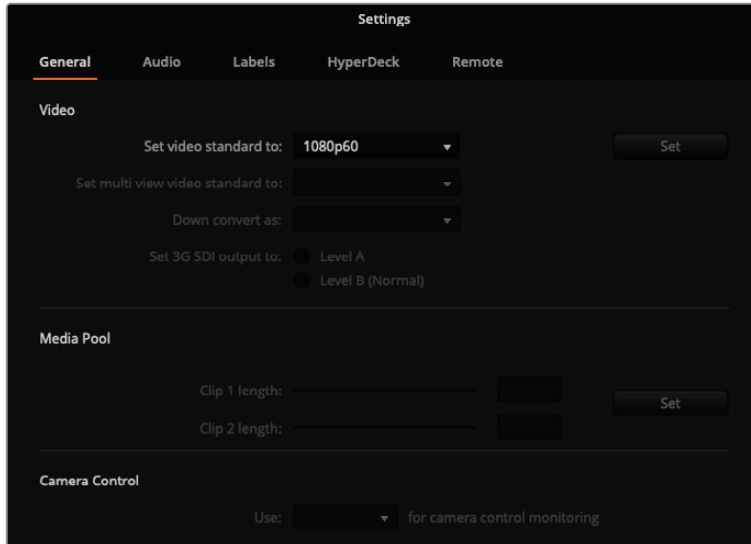 Settings
General Audio Labels HyperDeck Remote
Video
Set video standard to: 1080p60 Set
Set multi view video standard to:
Down convert as:
Set 3G SDI output to: Level A
Level B (Normal)
Media Pool
Clip 1 length:
Set
Clip 2 length:
Camera Control
Use: for camera control monitoring